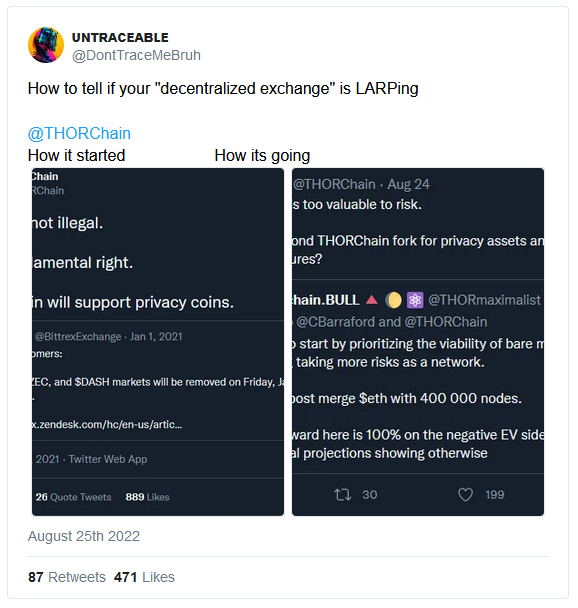 UNTRACEABLE
@DontTraceMeBruh
How to tell if your "decentralized exchange" is LARPing
@THORChain
How it started How its going
Chain
RChain
not illegal.
lamental right.
in will support privacy coins.
@BittrexExchange · Jan 1, 2021
omers:
ZEC, and $DASH markets will be removed on Friday, Ja
.
x.zendesk.com/hc/en-us/artic...
2021 · Twitter Web App
26 Quote Tweets 889 Likes
@THORChain · Aug 24
s too valuable to risk.
ond THORChain fork for privacy assets an
ures?
hain.BULL @THORmaximalist
@CBarraford and @THORChain
o start by prioritizing the viability of bare m
, taking more risks as a network.
post merge $eth with 400 000 nodes.
ward here is 100% on the negative EV side
al projections showing otherwise
30 199
August 25th 2022
87 Retweets 471 Likes